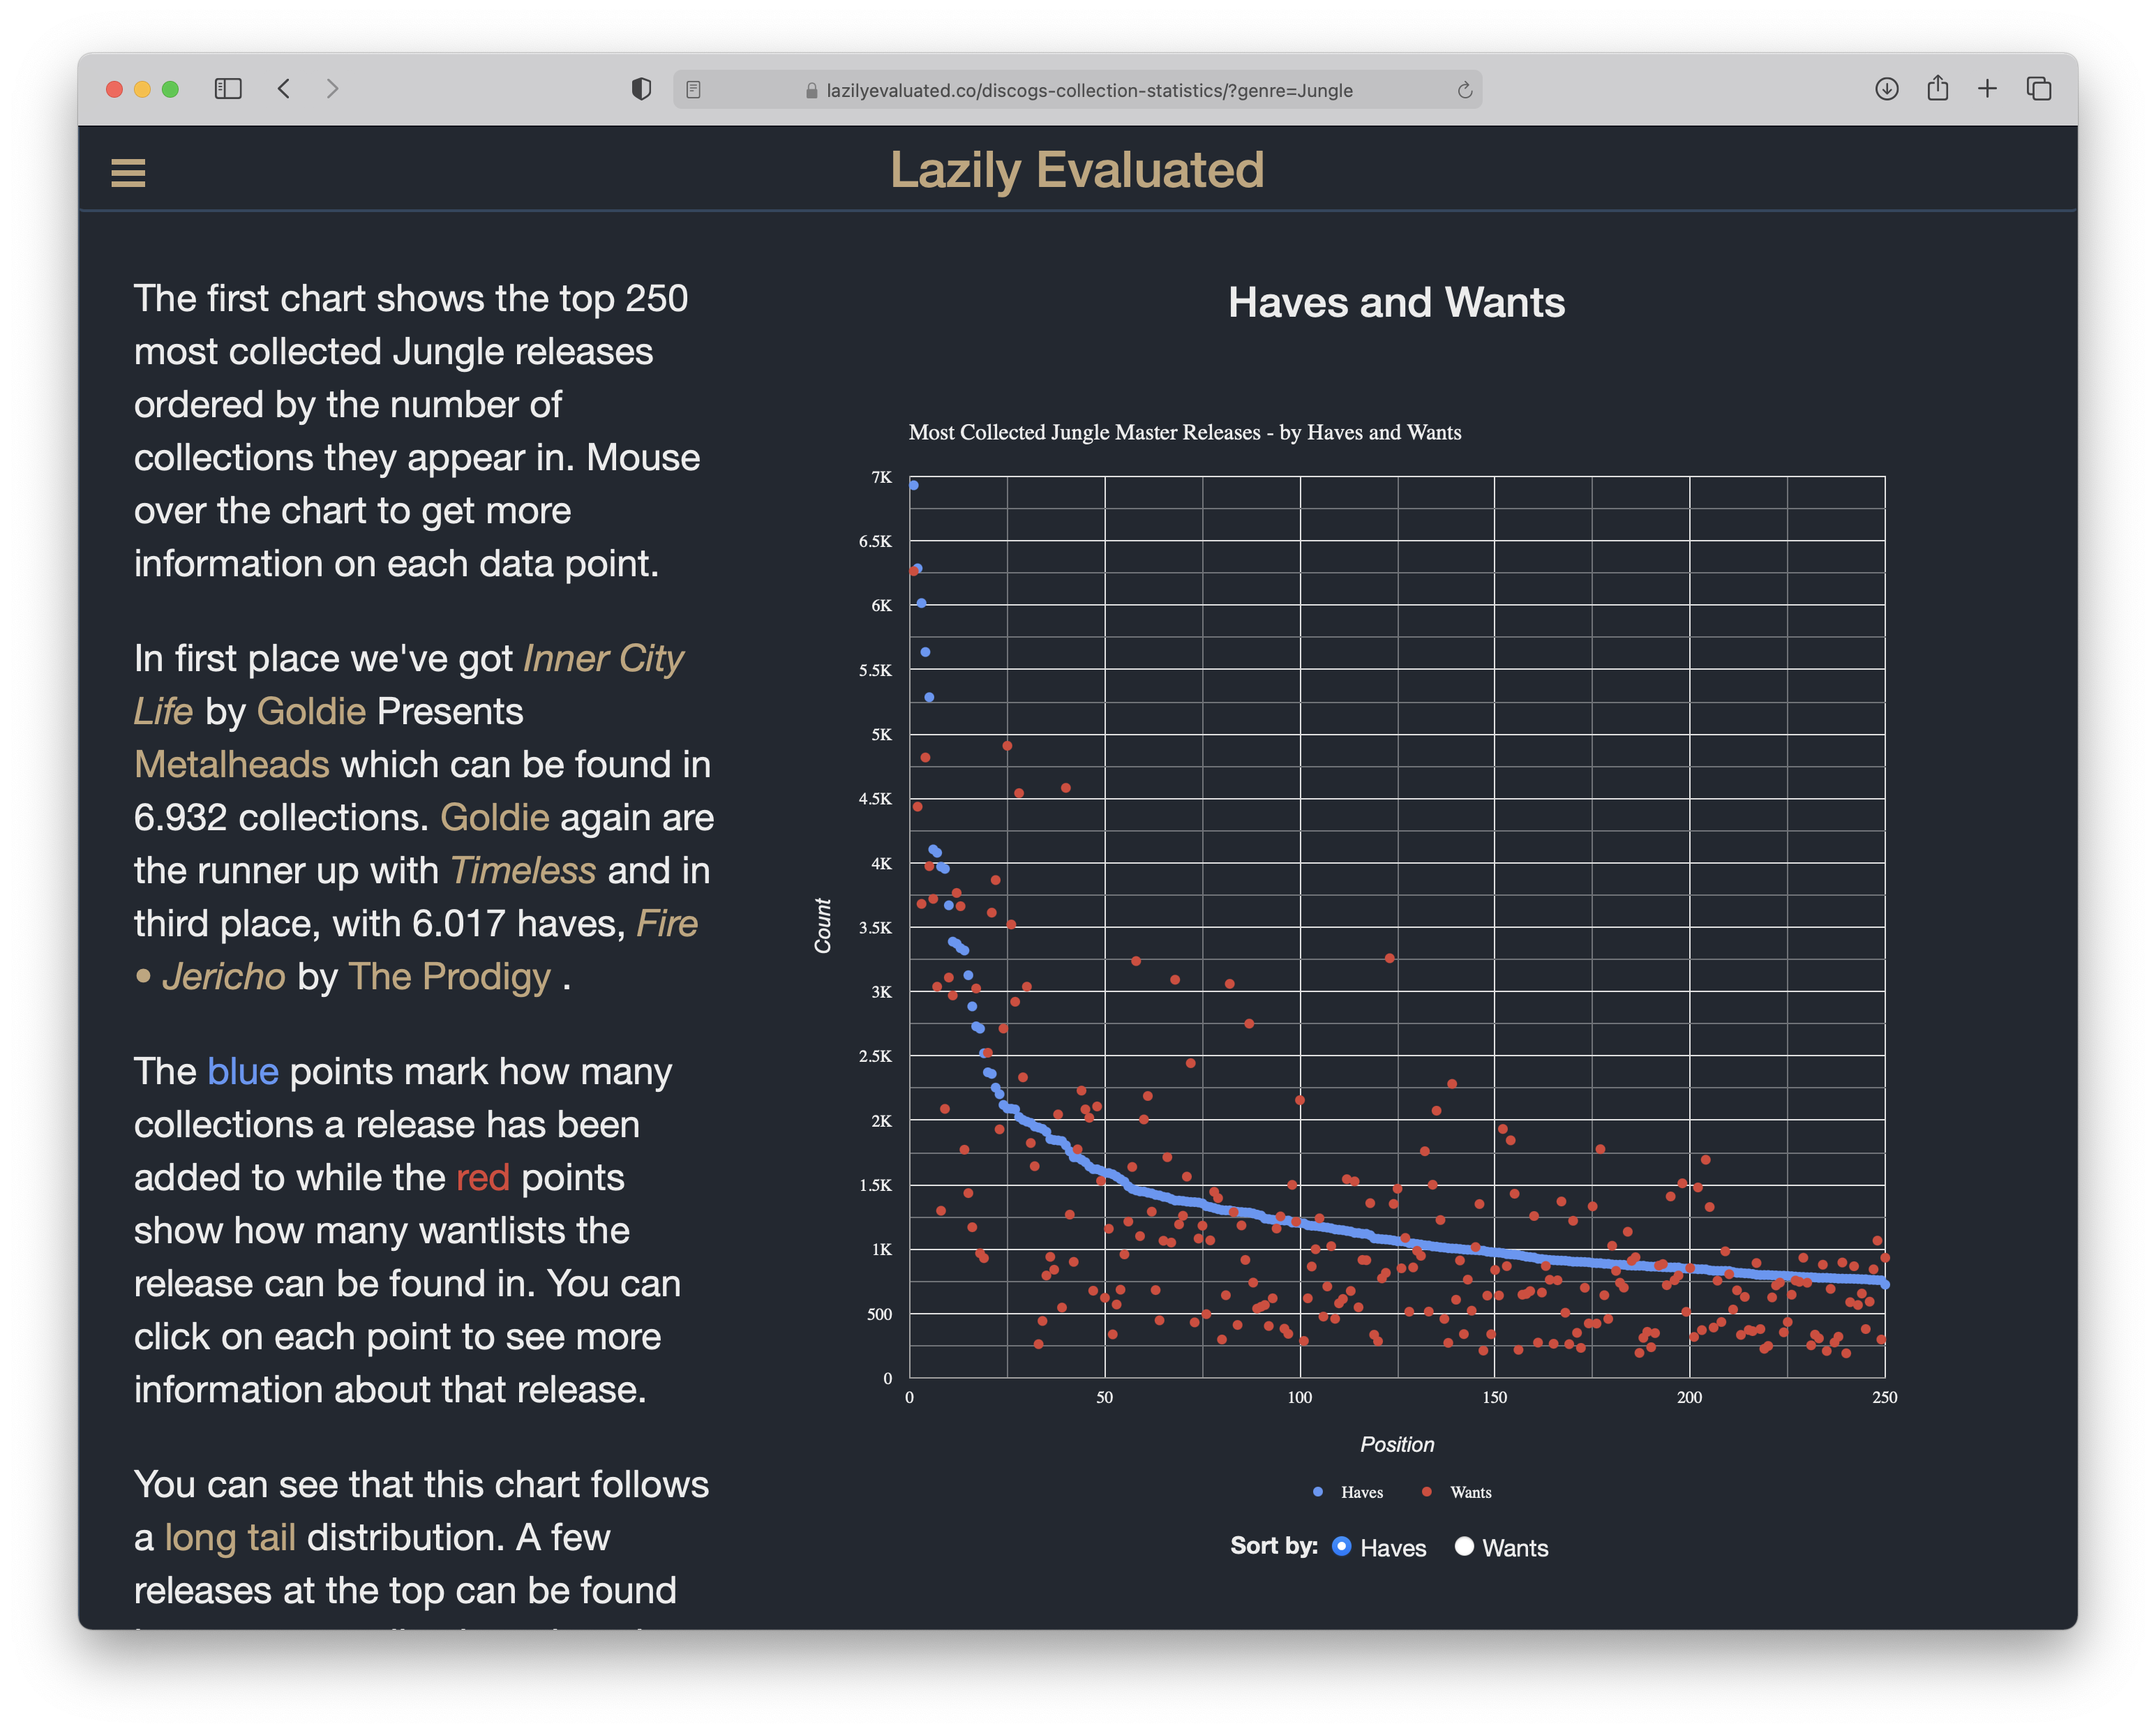 lazilyevaluated.co/discogs-collection-statistics/?genre=Jungle
Lazily Evaluated
The first chart shows the top 250
most collected Jungle releases
ordered by the number of
collections they appear in. Mouse
over the chart to get more
information on each data point.
In first place we've got Inner City
Life by Goldie Presents
Metalheads which can be found in
6.932 collections. Goldie again are
the runner up with Timeless and in
third place, with 6.017 haves, Fire
• Jericho by The Prodigy .
The blue points mark how many
collections a release has been
added to while the red points
show how many wantlists the
release can be found in. You can
click on each point to see more
information about that release.
You can see that this chart follows
a long tail distribution. A few
releases at the top can be found
Haves and Wants
Most Collected Jungle Master Releases - by Haves and Wants
7K
6.5K
6K
5.5K
5K
4.5K
4K
3.5K
3K
2.5K
2K
1.5K
1K
500
0
Count
0 50 100 150 200 250
Position
Haves Wants
Sort by: Haves Wants